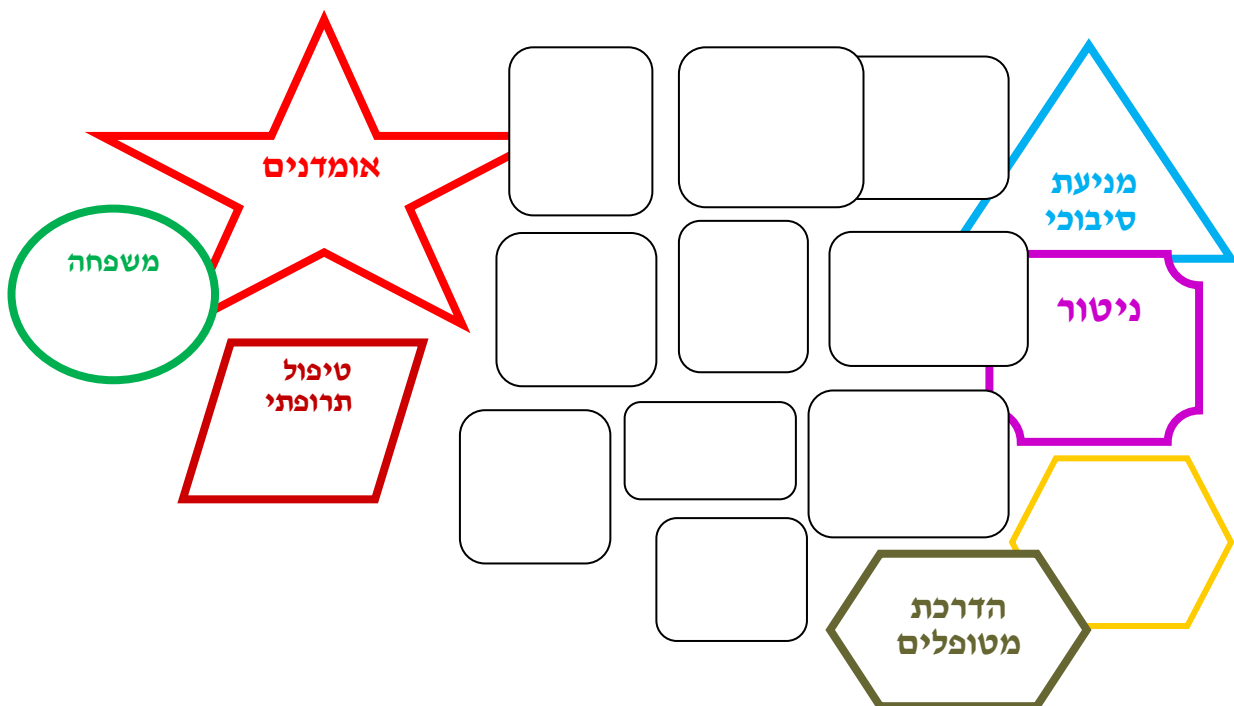 אומדנים
מניעת
סיבוכי
משפחה
ניטור
טיפול
תרופתי
הדרכת
מטופלים